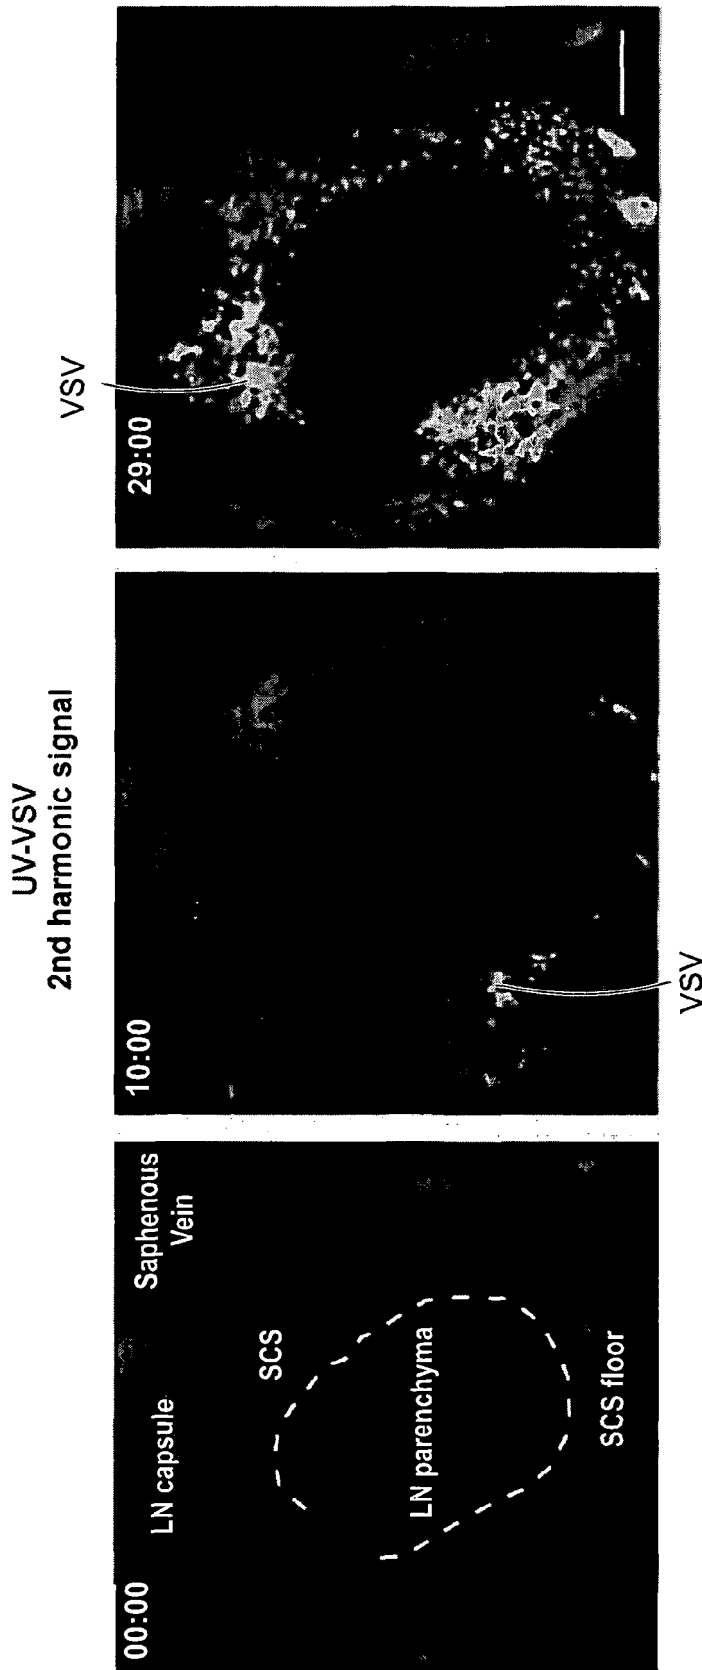 UV-VSV
2nd harmonic signal
00:00
LN capsule
Saphenous
Vein
SCS
LN parenchyma
SCS floor
10:00
VSV
29:00
VSV